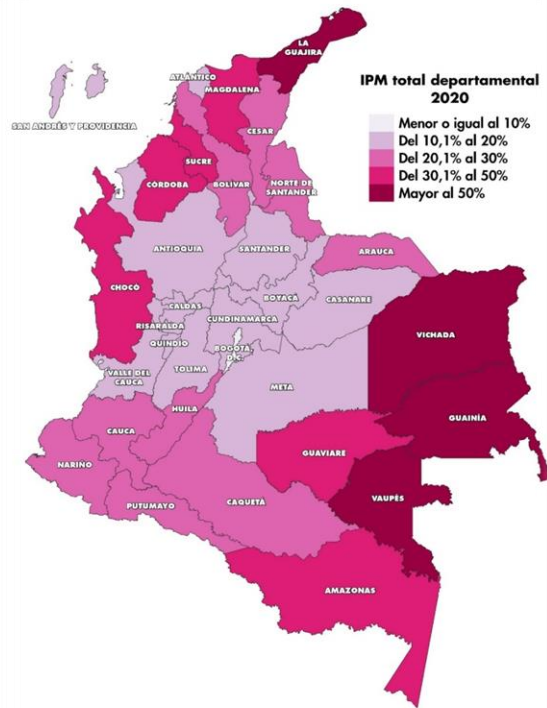 LA
GUAJIRA
ATLÁNTICO
MAGDALENA
IPM total departamental
2020
Menor o igual al 10%
Del 10,1% al 20%
Del 20,1% al 30%
Del 30,1% al 50%
Mayor al 50%
SAN ANDRÉS Y PROVIDENCIA
CESAR
SUCRE
CÓRDOBA
BOLÍVAR
NORTE DE
SANTANDER
ANTIOQUIA
SANTANDER
ARAUCA
CHOCÓ
BOYACA
CASANARE
CALDAS
CUNDINAMARCA
RISARALDA
QUINDÍO
BOGOTÁ
D.C.
VICHADA
VALLE DEL
CAUCA
TOLIMA
META
HUILA
GUAINÍA
CAUCA
GUAVIARE
NARIÑO
CAQUETÀ
VAUPÉS
PUTUMAYO
AMAZONAS